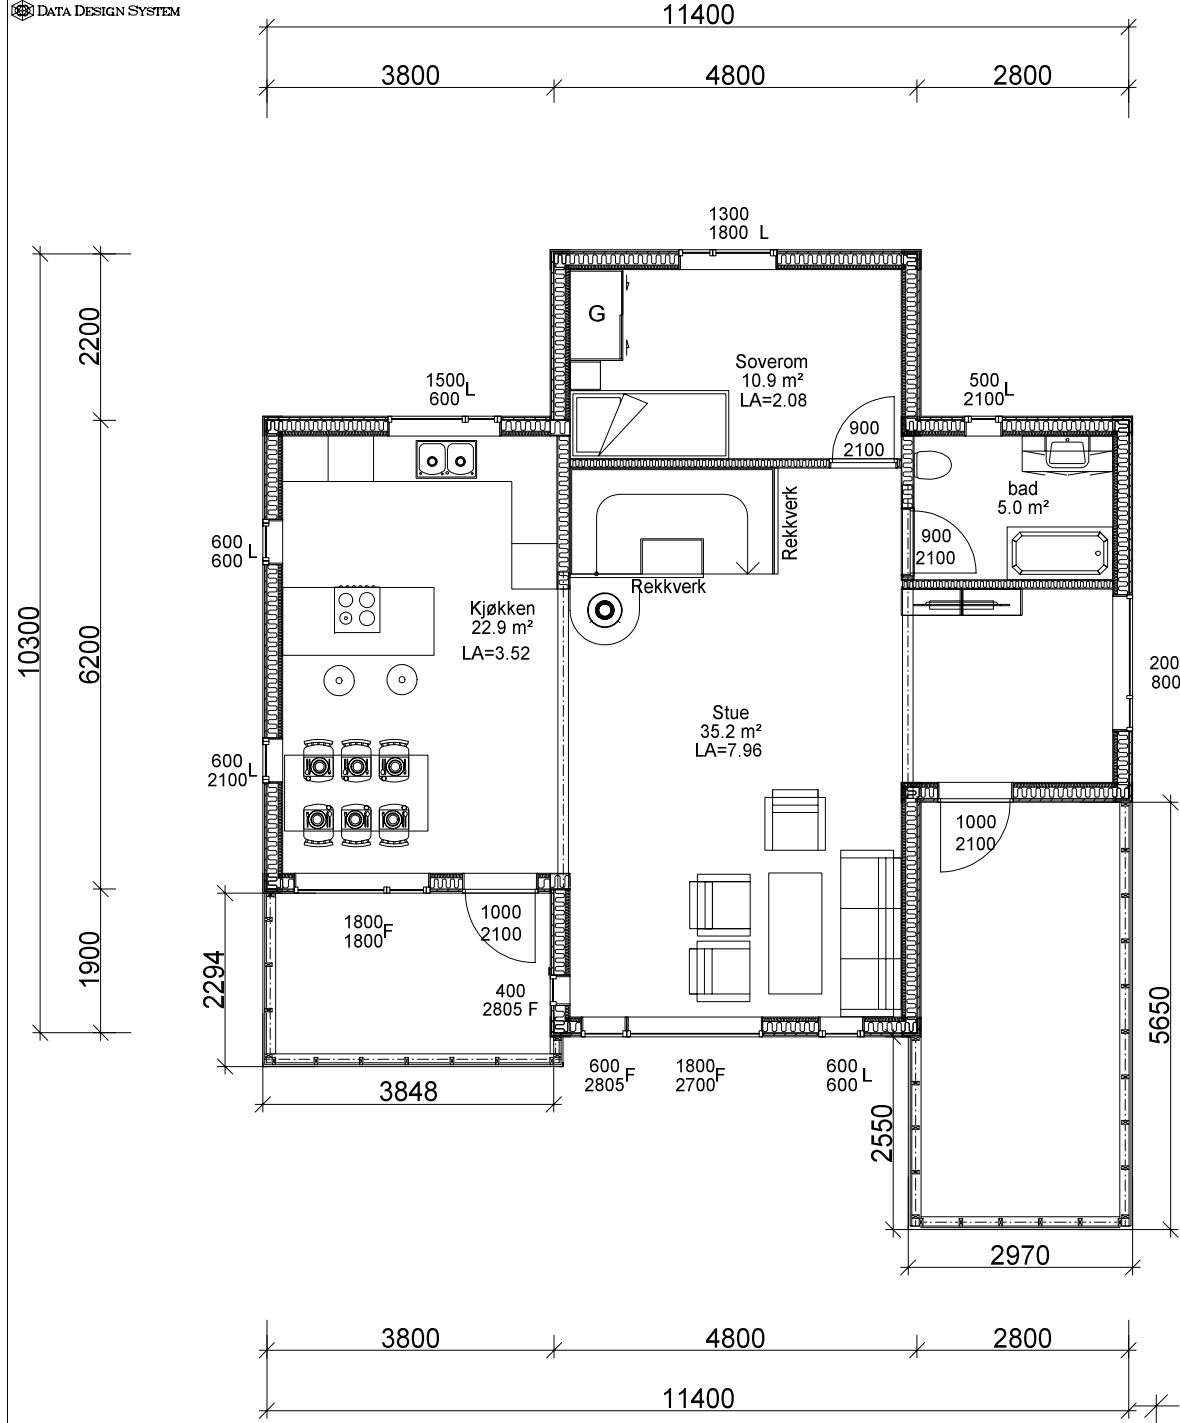 DATA DESIGN SYSTEM
11400
3800
4800
2800
1300
1800 L
2200
G
Soverom
10.9 m²
LA=2.08
1500 L
600
500 L
2100
900
2100
bad
5.0 m²
Rekkverk
900
2100
600 L
600
Rekkverk
Kjøkken
22.9 m²
LA=3.52
10300
6200
200
800
Stue
35.2 m²
LA=7.96
600 L
2100
1000
2100
1800 F
1800
1000
2100
1900
2294
400
2805 F
5650
600 F
2805
1800 F
2700
600 L
600
3848
2550
2970
3800
4800
2800
11400